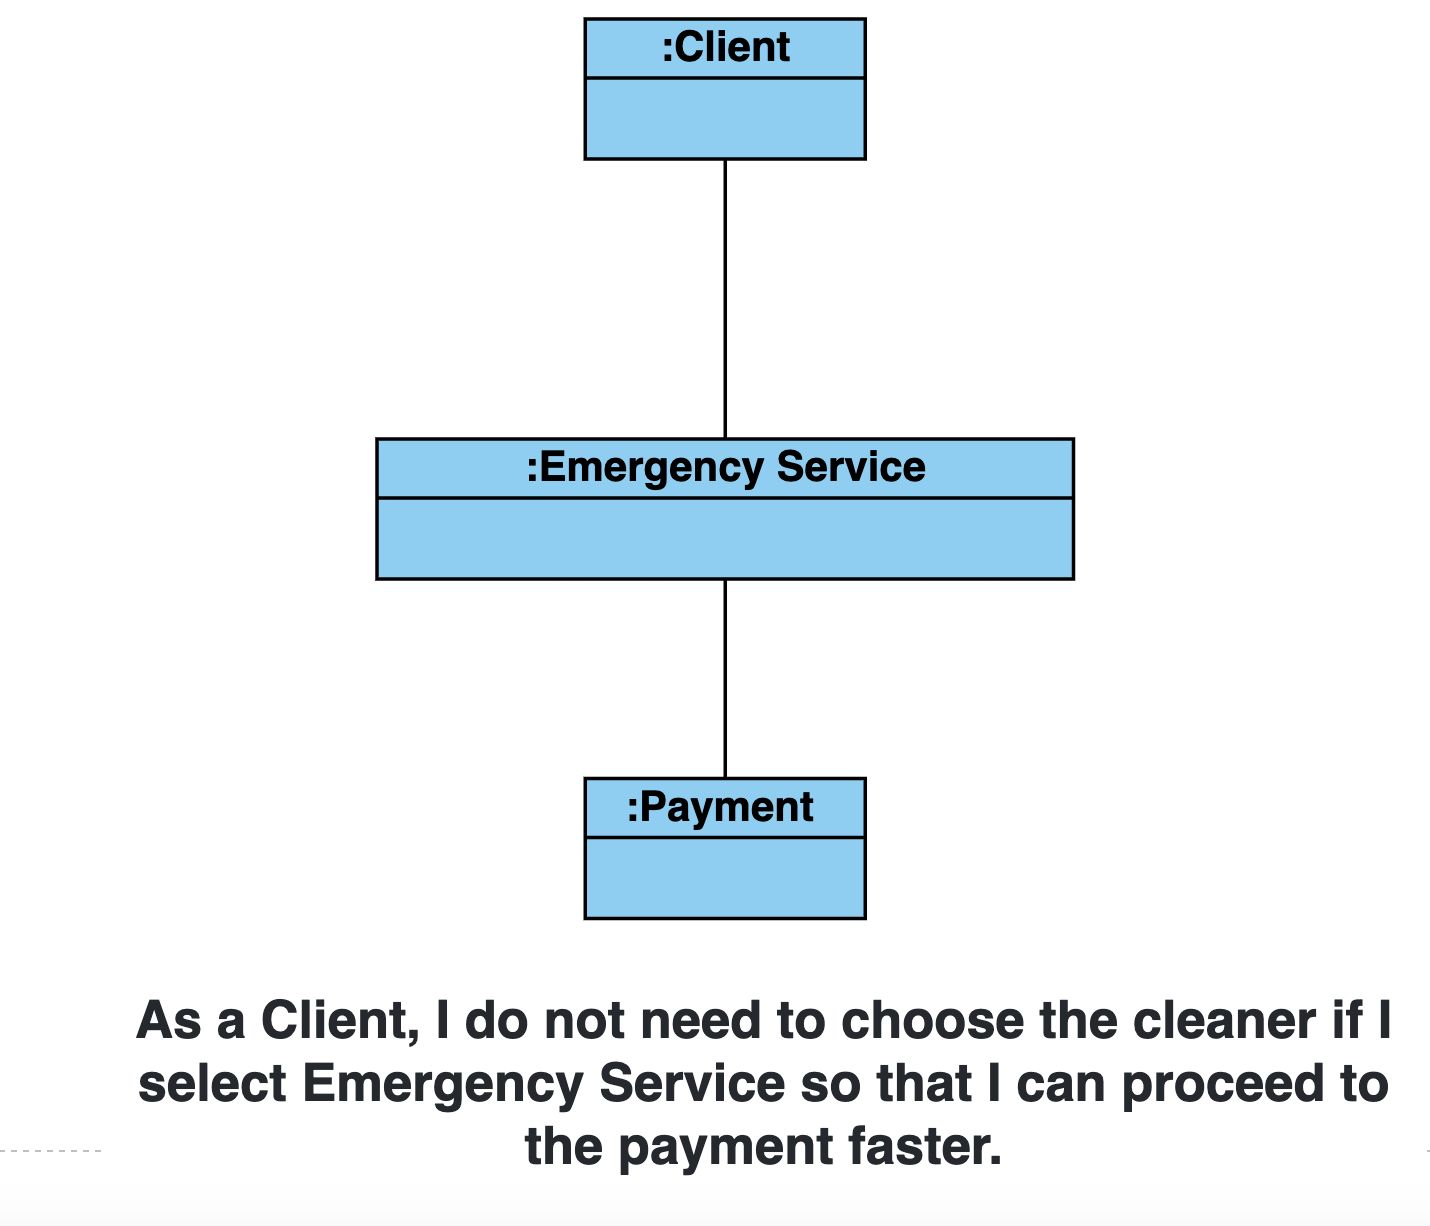 :Client
:Emergency Service
:Payment
As a Client, I do not need to choose the cleaner if I
select Emergency Service so that I can proceed to
the payment faster.